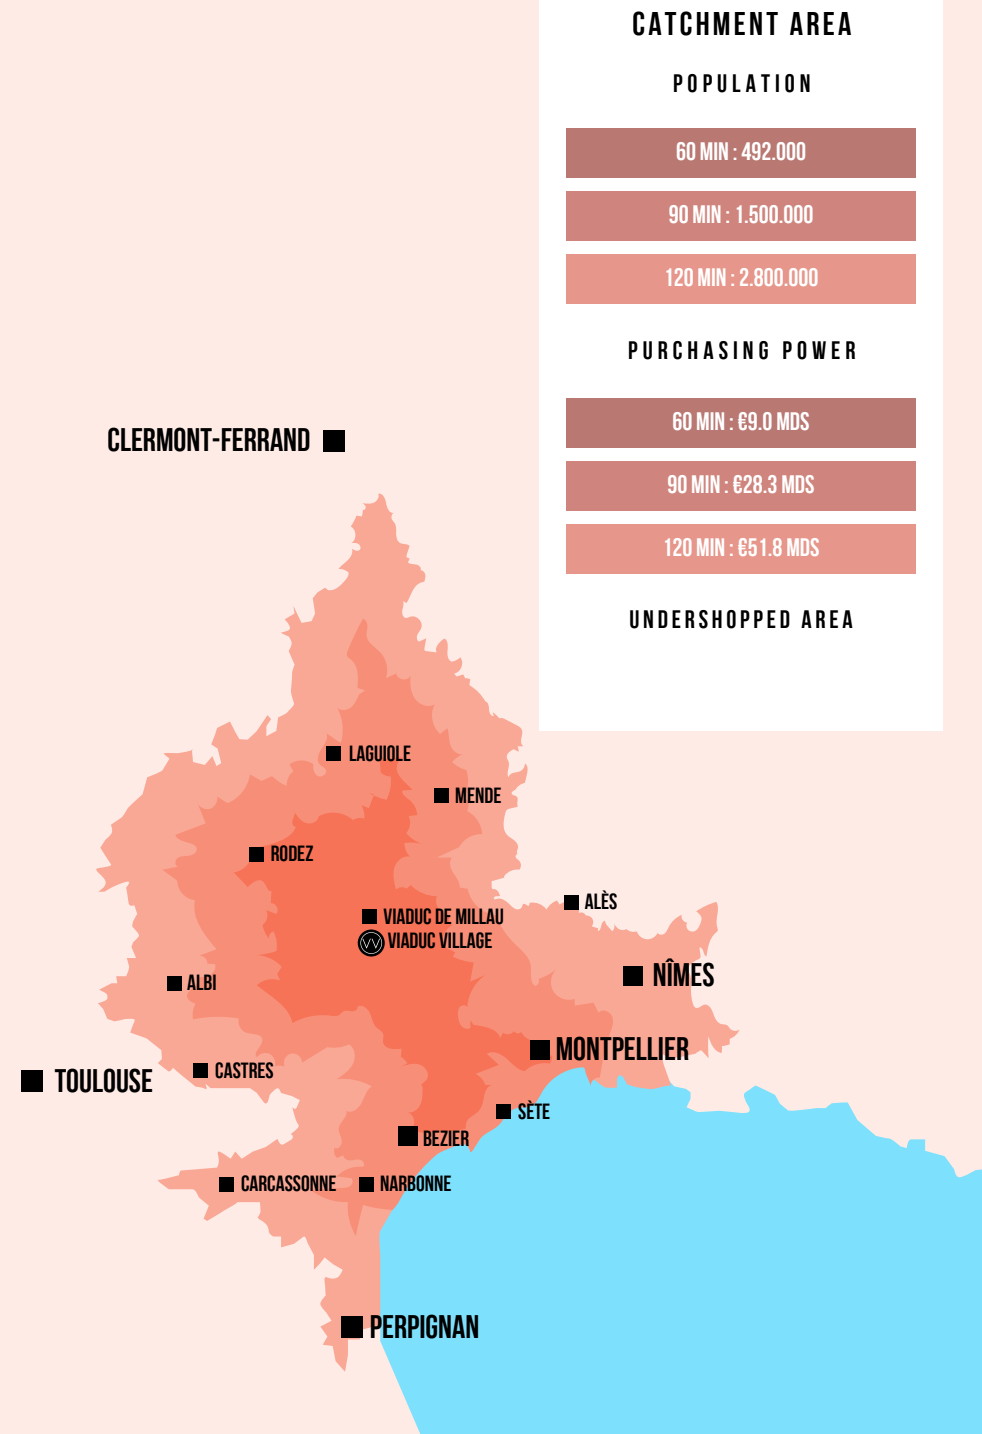 CATCHMENT AREA
POPULATION
60 MIN : 492.000
90 MIN : 1.500.000
120 MIN : 2.800.000
PURCHASING POWER
60 MIN : €9.0 MDS
90 MIN : €28.3 MDS
120 MIN : €51.8 MDS
UNDERSHOPPED AREA
CLERMONT-FERRAND
LAGUIOLE
MENDE
RODEZ
ALÈS
VIADUC DE MILLAU
VIADUC VILLAGE
NÎMES
ALBI
MONTPELLIER
CASTRES
TOULOUSE
SÈTE
BEZIER
CARCASSONNE
NARBONNE
PERPIGNAN